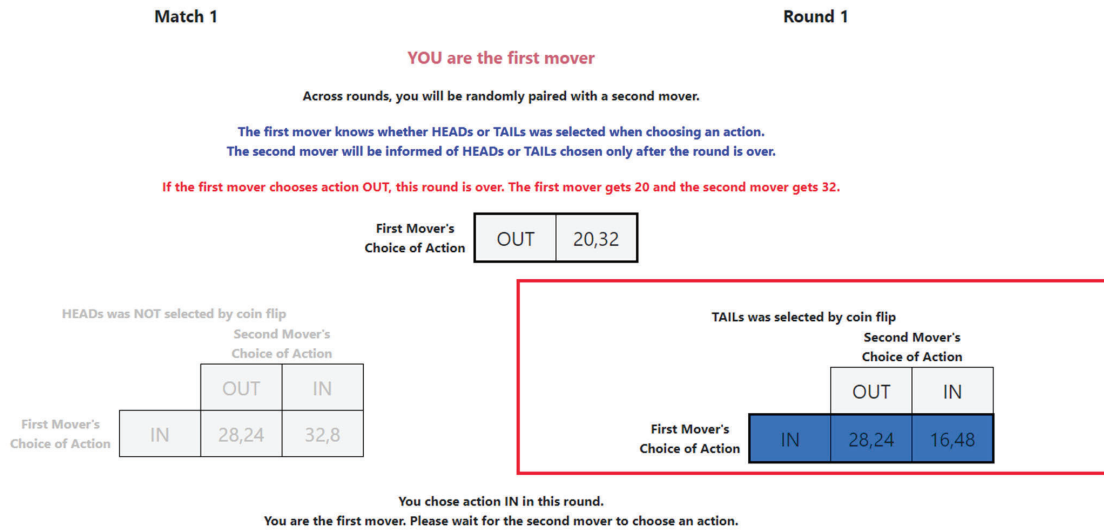 Match 1
Round 1
YOU are the first mover
Across rounds, you will be randomly paired with a second mover.
The first mover knows whether HEADs or TAILs was selected when choosing an action.
The second mover will be informed of HEADs or TAILs chosen only after the round is over.
If the first mover chooses action OUT, this round is over. The first mover gets 20 and the second mover gets 32.
First Mover's
Choice of Action
OUT
20,32
HEADs was NOT selected by coin flip
Second Mover's
Choice of Action
OUT
IN
First Mover's
Choice of Action
IN
28,24
32,8
TAILs was selected by coin flip
Second Mover's
Choice of Action
OUT
IN
First Mover's
Choice of Action
IN
28,24
16,48
You chose action IN in this round.
You are the first mover. Please wait for the second mover to choose an action.